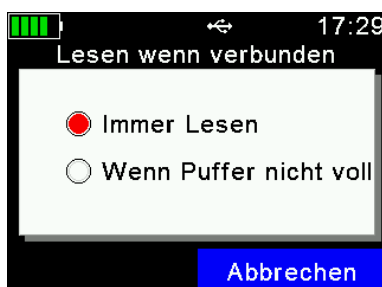 17:29
Lesen wenn verbunden
Immer Lesen
Wenn Puffer nicht voll
Abbrechen